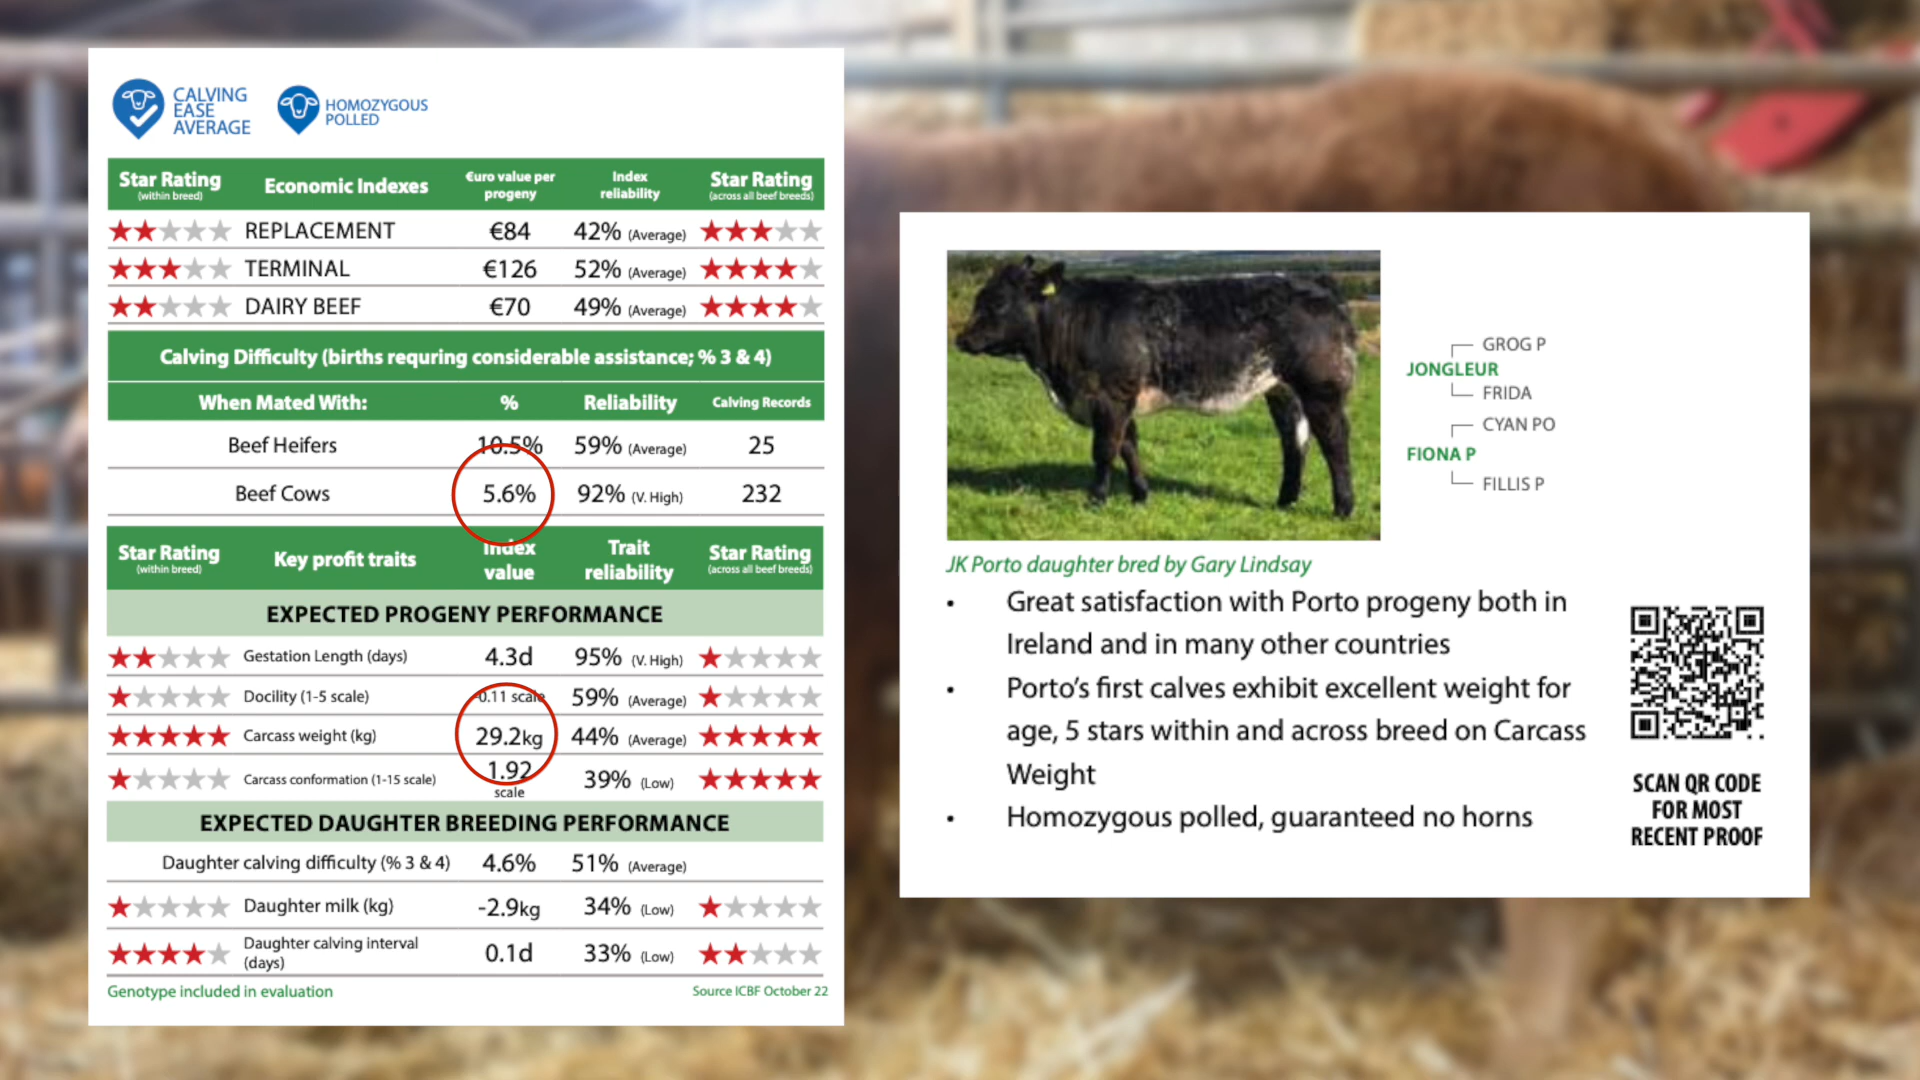 CALVING
EASE
AVERAGE
HOMOZYGOUS
POLLED
Star Rating
(within breed)
Economic Indexes
€uro value per
progeny
Index
reliability
Star Rating
(across all beef breeds)
REPLACEMENT €84 42% (Average)
TERMINAL €126 52% (Average)
DAIRY BEEF €70 49% (Average)
Calving Difficulty (births requring considerable assistance; % 3 & 4)
When Mated With: % Reliability Calving Records
Beef Heifers 10.5% 59% (Average) 25
Beef Cows 5.6% 92% (V. High) 232
Star Rating
(within breed)
Key profit traits
Index
value
Trait
reliability
Star Rating
(across all beef breeds)
EXPECTED PROGENY PERFORMANCE
Gestation Length (days) 4.3d 95% (V. High)
Docility (1-5 scale) -0.11 scale 59% (Average)
Carcass weight (kg) 29.2kg 44% (Average)
Carcass conformation (1-15 scale) 1.92 scale 39% (Low)
EXPECTED DAUGHTER BREEDING PERFORMANCE
Daughter calving difficulty (% 3 & 4) 4.6% 51% (Average)
Daughter milk (kg) -2.9kg 34% (Low)
Daughter calving interval
(days)
0.1d 33% (Low)
Genotype included in evaluation
Source ICBF October 22
GROG P
JONGLEUR
FRIDA
CYAN PO
FIONA P
FILLIS P
JK Porto daughter bred by Gary Lindsay
• Great satisfaction with Porto progeny both in
Ireland and in many other countries
• Porto's first calves exhibit excellent weight for
age, 5 stars within and across breed on Carcass
Weight
• Homozygous polled, guaranteed no horns
SCAN QR CODE
FOR MOST
RECENT PROOF